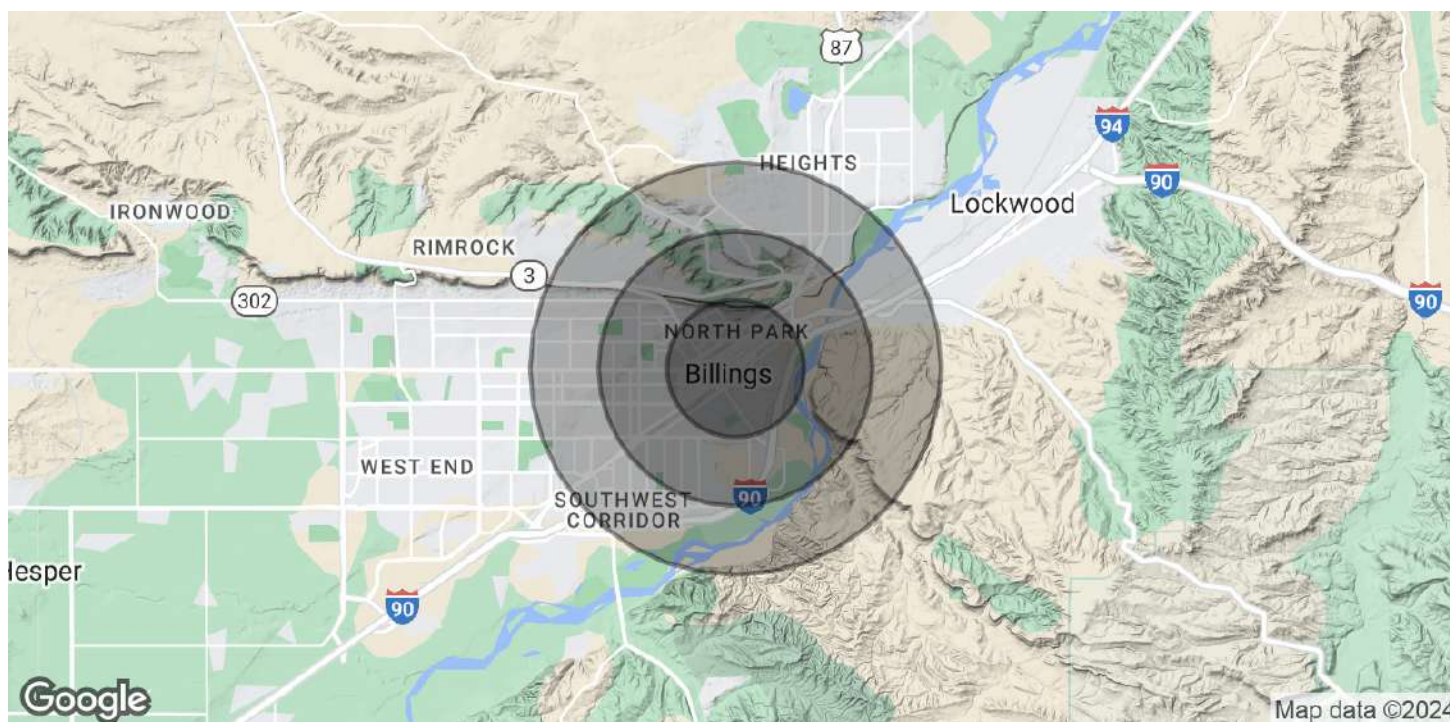 87
HEIGHTS
94
90
IRONWOOD
Lockwood
RIMROCK
3
302
90
NORTH PARK
Billings
WEST END
90
SOUTHWEST
CORRIDOR
Hesper
90
Google
Map data ©2024